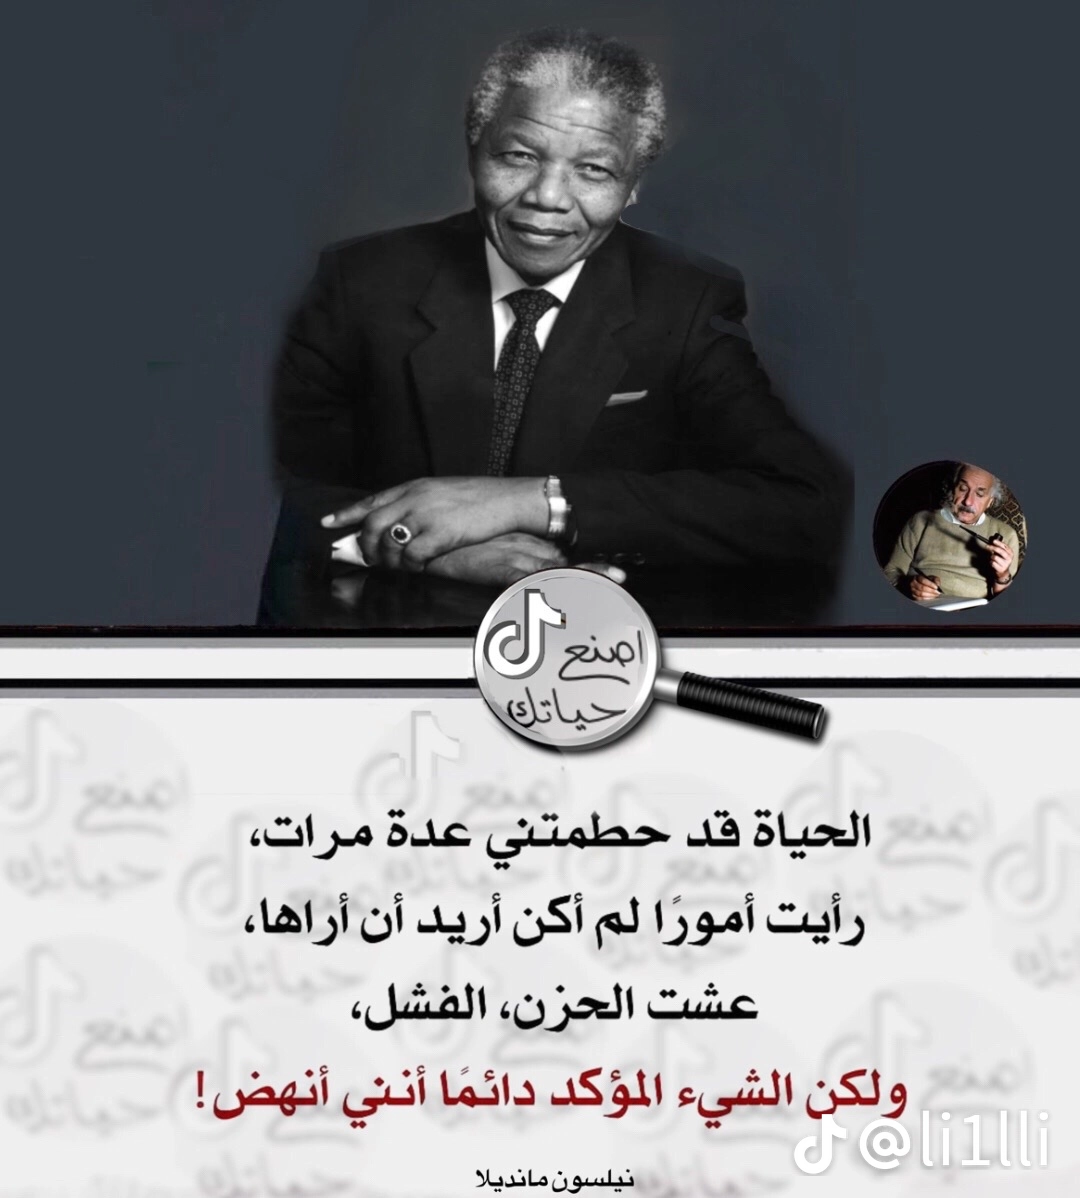 اصنع
حياتك
الحياة قد حطمتني عدة مرات،
رأيت أمورًا لم أكن أريد أن أراها،
عشت الحزن، الفشل،
ولكن الشيء المؤكد دائمًا أنني أنهض!
@li1lli
نيلسون مانديلا